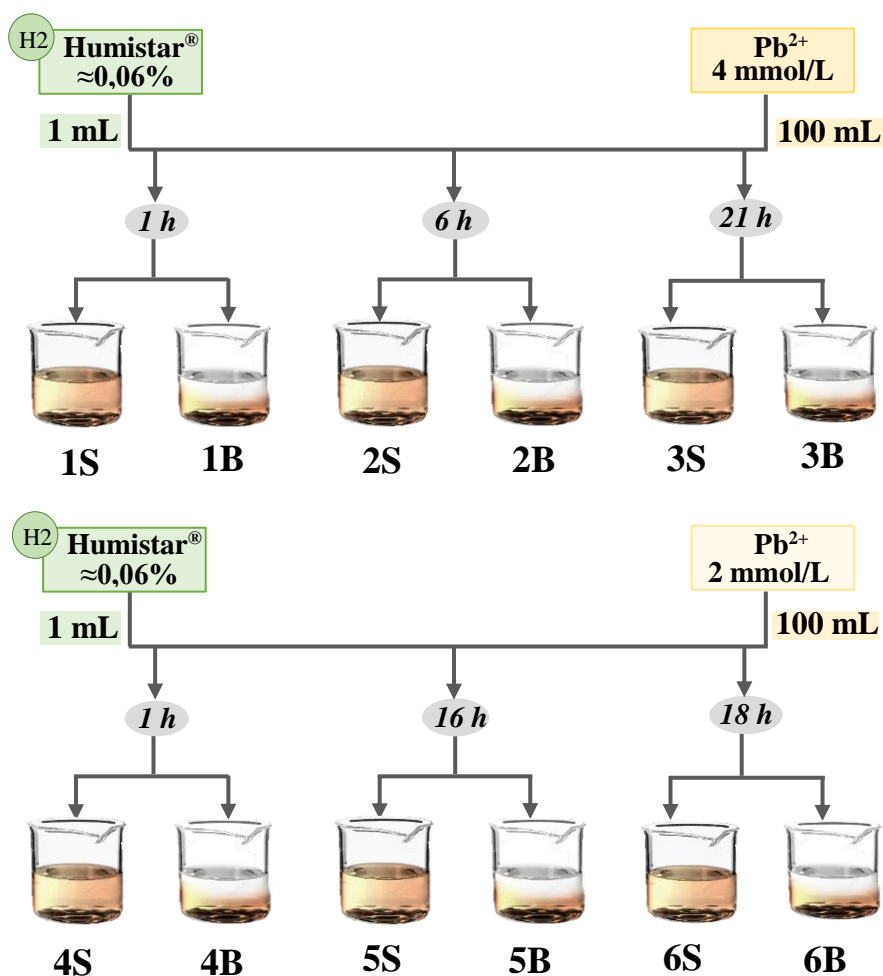 H2
Humistar®
≈0,06%
Pb²⁺
4 mmol/L
1 mL
100 mL
1 h
6 h
21 h
1S
1B
2S
2B
3S
3B
H2
Humistar®
≈0,06%
Pb²⁺
2 mmol/L
1 mL
100 mL
1 h
16 h
18 h
4S
4B
5S
5B
6S
6B